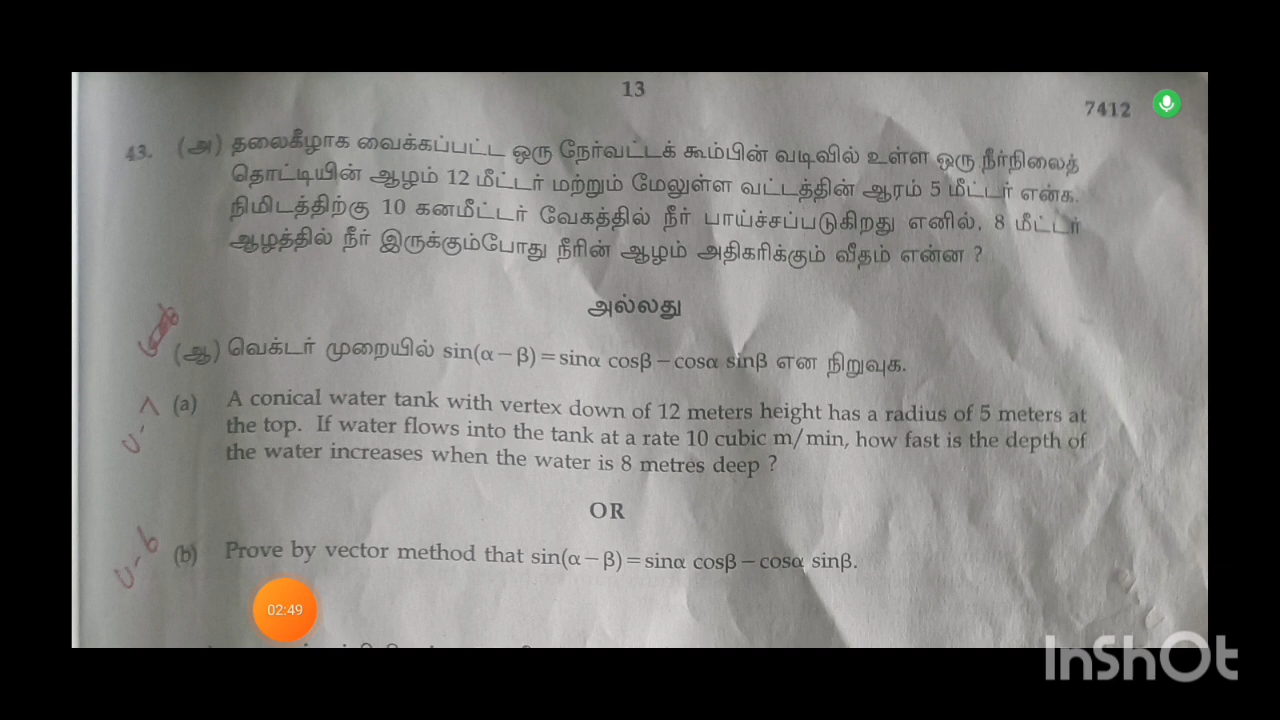 13
7412
43. (அ) தலைகீழாக வைக்கப்பட்ட ஒரு நேர்வட்டக் கூம்பின் வடிவில் உள்ள ஒரு நீர்நிலைத்
தொட்டியின் ஆழம் 12 மீட்டர் மற்றும் மேலுள்ள வட்டத்தின் ஆரம் 5 மீட்டர் என்க.
நிமிடத்திற்கு 10 கனமீட்டர் வேகத்தில் நீர் பாய்ச்சப்படுகிறது எனில், 8 மீட்டர்
ஆழத்தில் நீர் இருக்கும்போது நீரின் ஆழம் அதிகரிக்கும் வீதம் என்ன ?
அல்லது
(ஆ) வெக்டர் முறையில் sin(α – β) = sinα cosβ – cosα sinβ என நிறுவுக.
U-7 (a) A conical water tank with vertex down of 12 meters height has a radius of 5 meters at
the top. If water flows into the tank at a rate 10 cubic m/min, how fast is the depth of
the water increases when the water is 8 metres deep ?
OR
U-6 (b) Prove by vector method that sin(α – β) = sinα cosβ – cosα sinβ.
02:49
InShOt